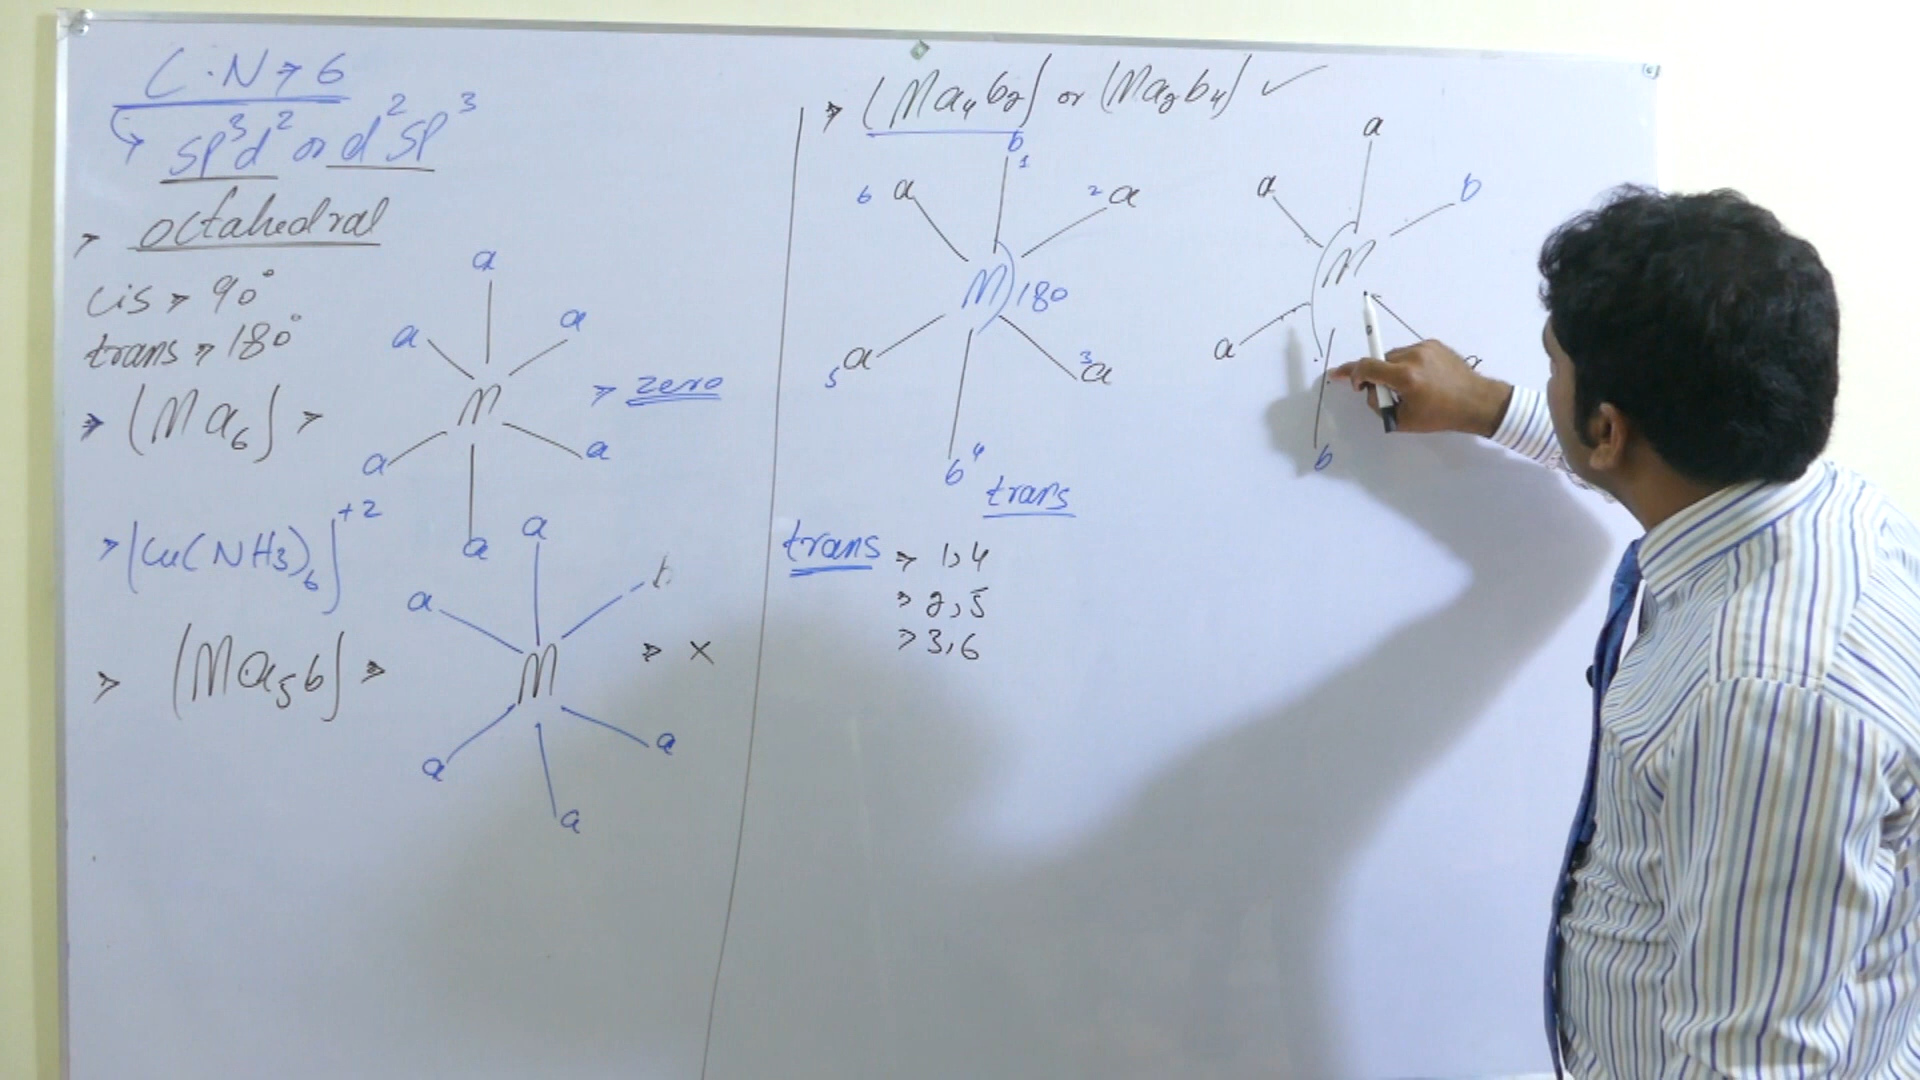 C.N → 6
sp³d² or d²sp³
octahedral
cis → 90°
trans → 180°
a
a a
(Ma₆] > M → zero
a a
a
[Cu(NH3)₆]⁺²
a
a
(Ma₅b] → M → ×
a a
a
→ (Ma₄b₂] or (Ma₂b₄] ✓
b 1
6 a 2 a
M 180
5 a 3 a
b 4
trans
trans → 1,4
> 2,5
> 3,6
a
a b
M
a a
b